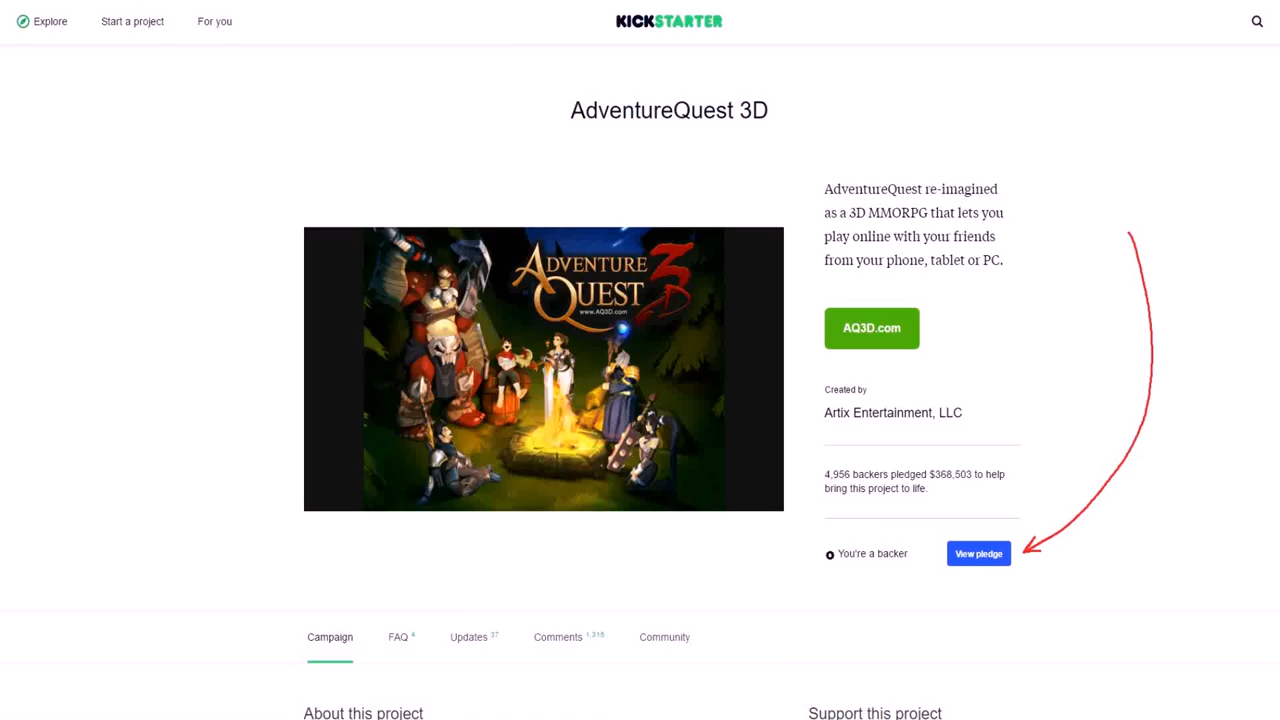 Explore
Start a project
For you
KICKSTARTER
AdventureQuest 3D
AdventureQuest re-imagined
as a 3D MMORPG that lets you
play online with your friends
from your phone, tablet or PC.
ADVENTURE 3D
QUEST
www.AQ3D.com
AQ3D.com
Created by
Artix Entertainment, LLC
4,956 backers pledged $368,503 to help
bring this project to life.
You're a backer
View pledge
Campaign
FAQ 4
Updates 37
Comments
Community
About this project
Support this project